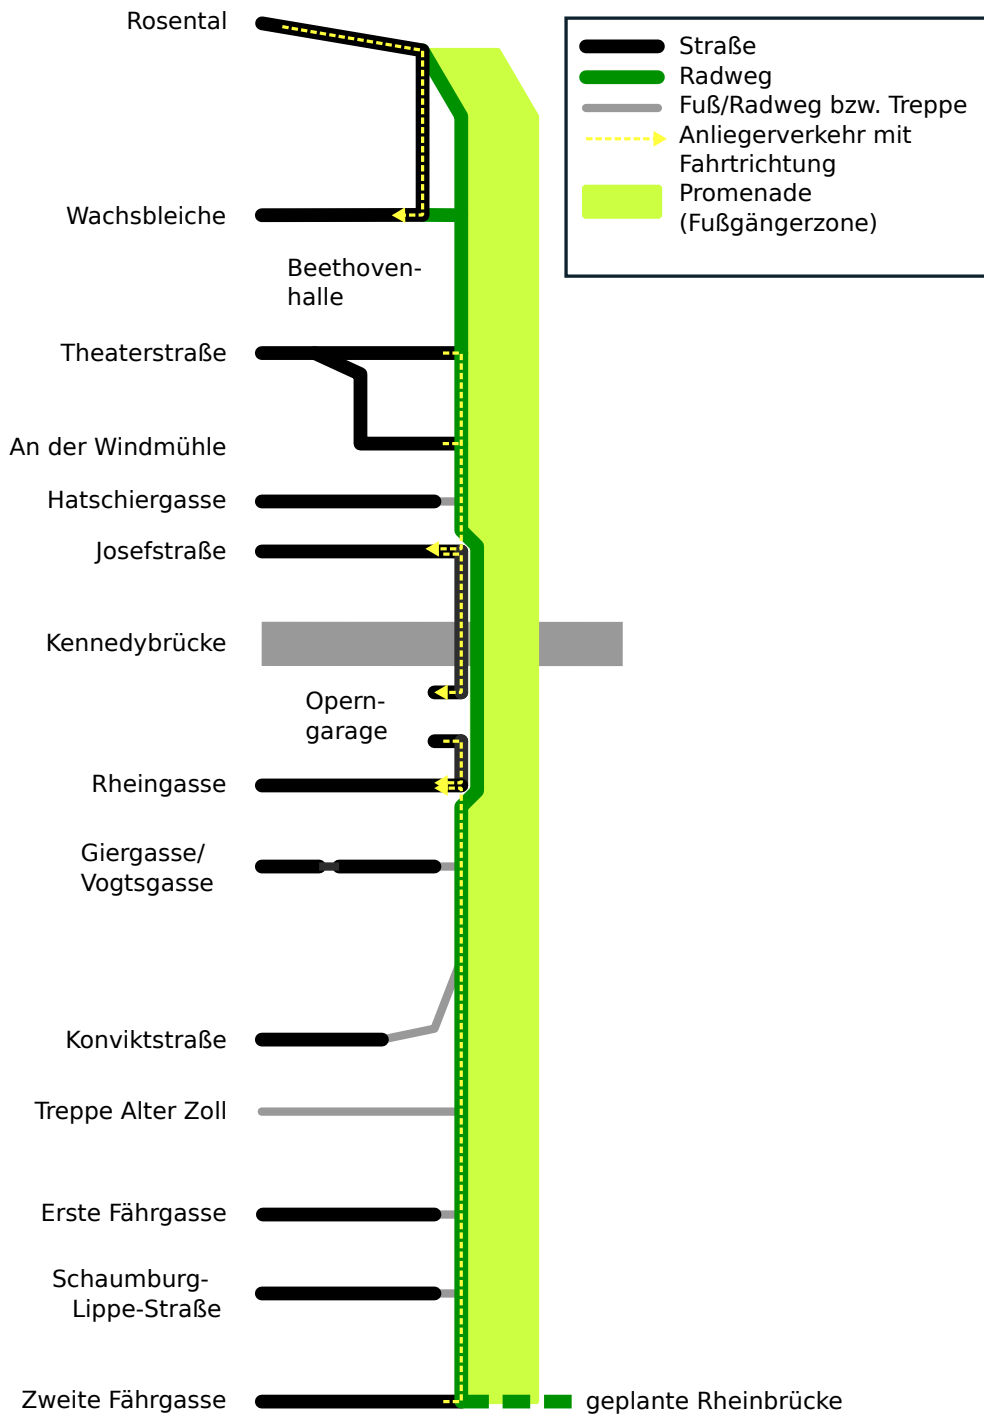 Rosental
Straße
Radweg
Fuß/Radweg bzw. Treppe
Anliegerverkehr mit
Fahrtrichtung
Promenade
(Fußgängerzone)
Wachsbleiche
Beethoven-
halle
Theaterstraße
An der Windmühle
Hatschiergasse
Josefstraße
Kennedybrücke
Opern-
garage
Rheingasse
Giergasse/
Vogtsgasse
Konviktstraße
Treppe Alter Zoll
Erste Fährgasse
Schaumburg-
Lippe-Straße
Zweite Fährgasse
geplante Rheinbrücke